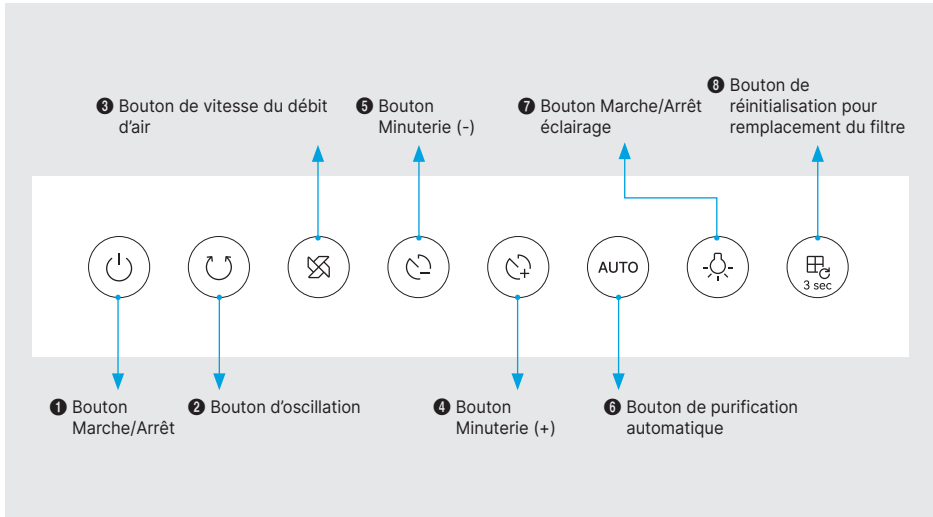 ❸ Bouton de vitesse du débit
d'air
❺ Bouton
Minuterie (-)
❼ Bouton Marche/Arrêt
éclairage
❽ Bouton de
réinitialisation pour
remplacement du filtre
AUTO
3 sec
❶ Bouton
Marche/Arrêt
❷ Bouton d'oscillation
❹ Bouton
Minuterie (+)
❻ Bouton de purification
automatique